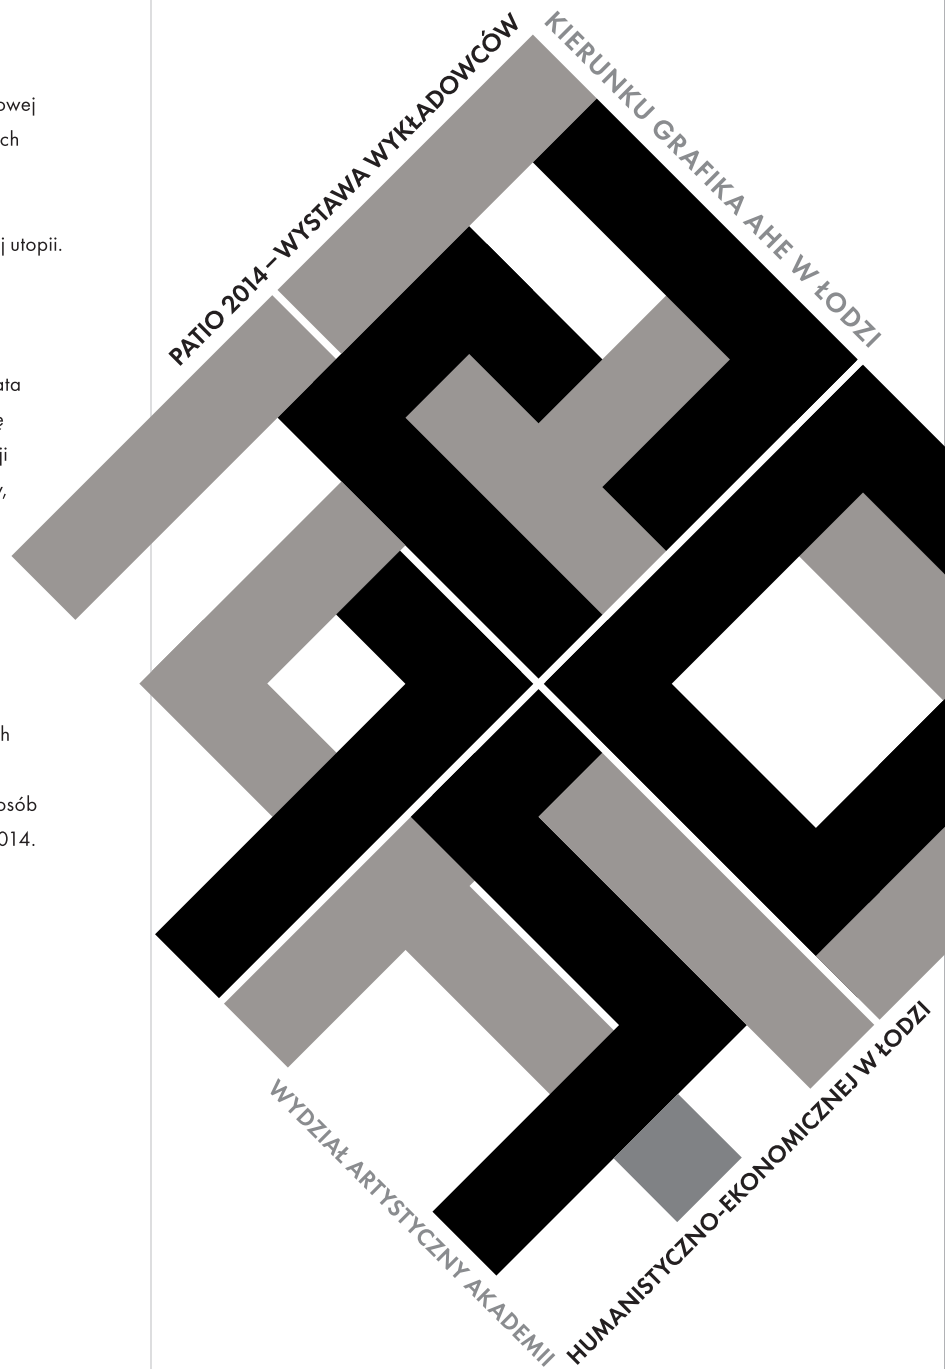 owej
ch
j utopii.
ata
ę
ji
y,
h
osób
014.
PATIO 2014 – WYSTAWA WYKŁADOWCÓW
KIERUNKU GRAFIKA AHE W ŁODZI
WYDZIAŁ ARTYSTYCZNY AKADEMII
HUMANISTYCZNO-EKONOMICZNEJ W ŁODZI